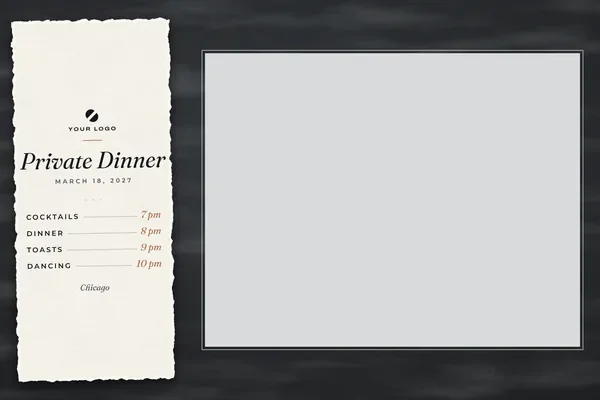 YOUR LOGO
Private Dinner
MARCH 18, 2027
COCKTAILS 7 pm
DINNER 8 pm
TOASTS 9 pm
DANCING 10 pm
Chicago